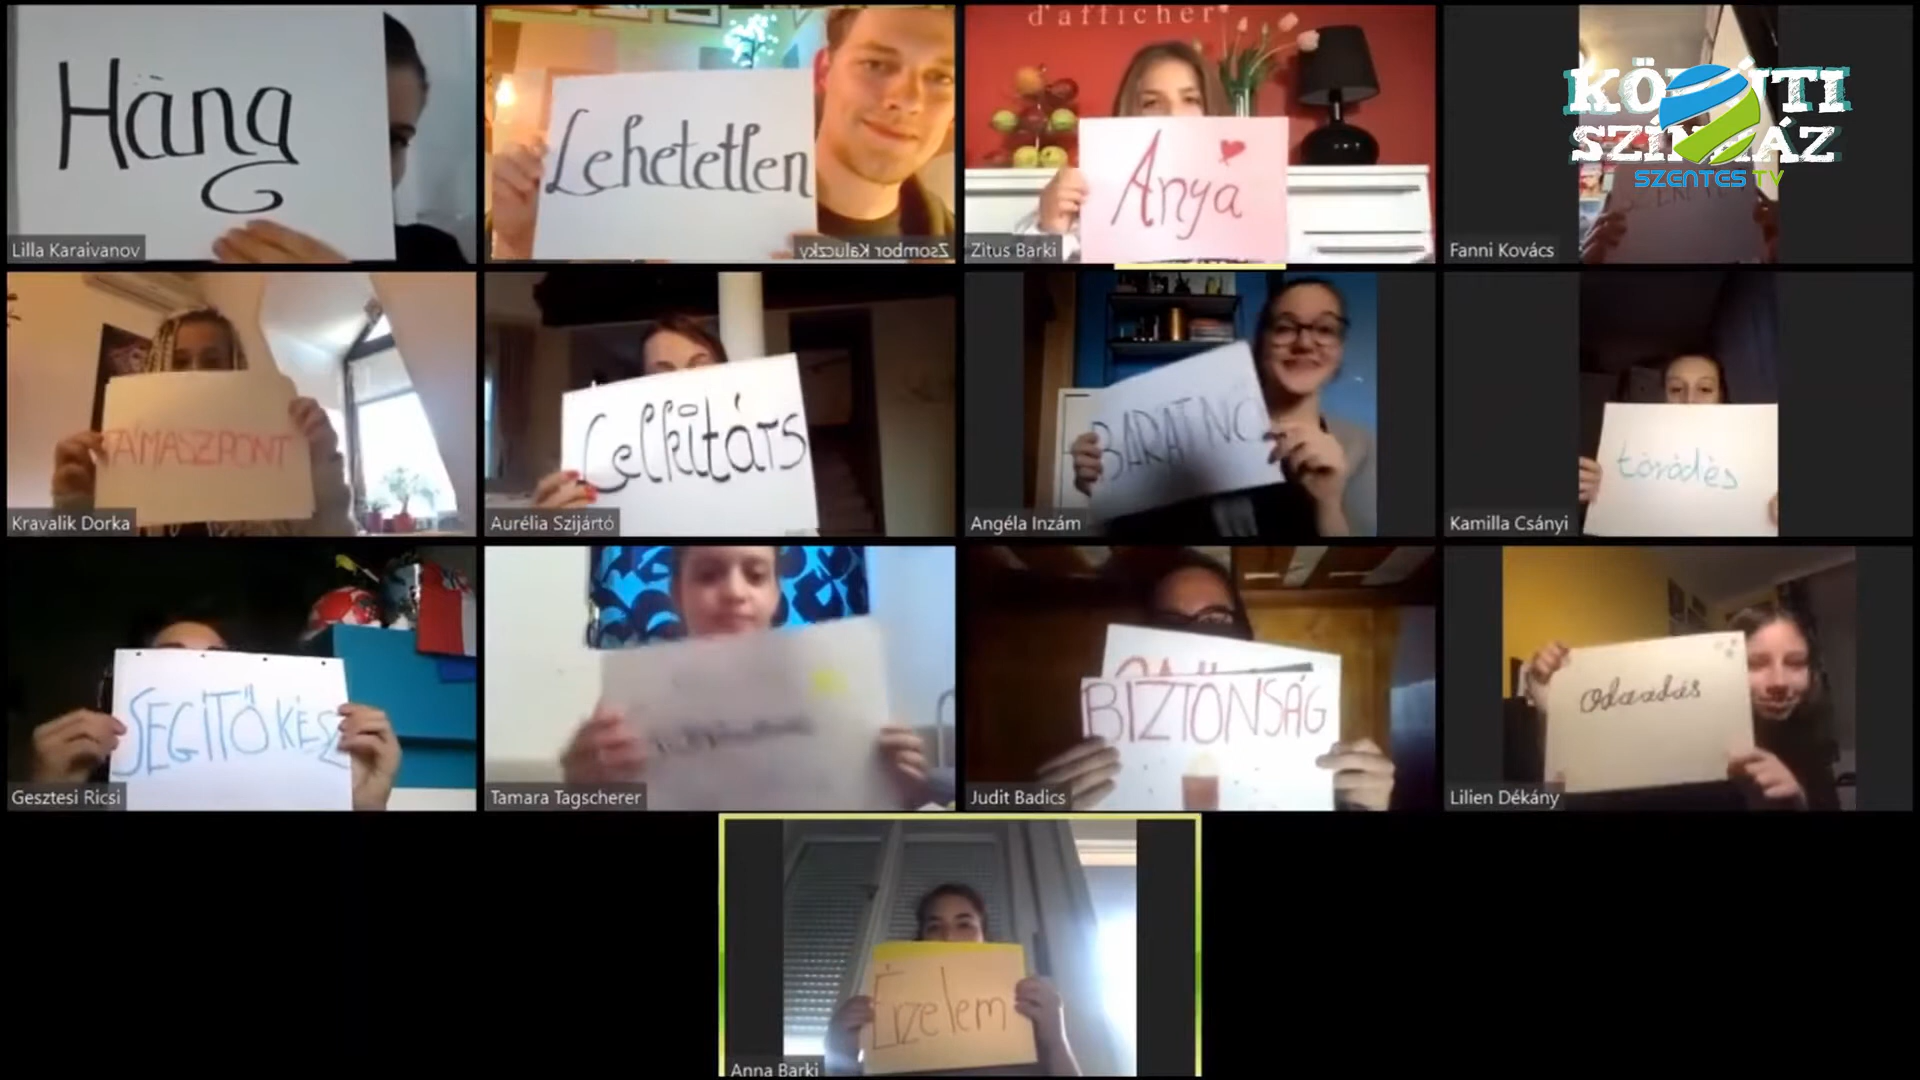 Hang
Lilla Karaivanov
Lehetetlen
Zsombor Kaluczky
d'afficher
Anya
Zitus Barki
Fanni Kovács
SZÍNHÁZ
SZENTES TV
TÁMASZPONT
Kravalik Dorka
Lelkitárs
Aurélia Szijártó
BARÁTNŐ
Angéla Inzám
törődés
Kamilla Csányi
SEGÍTŐKÉSZ
Gesztesi Ricsi
Tamara Tagscherer
BIZTONSÁG
Judit Badics
Odaadás
Lilien Dékány
Érzelem
Anna Barki